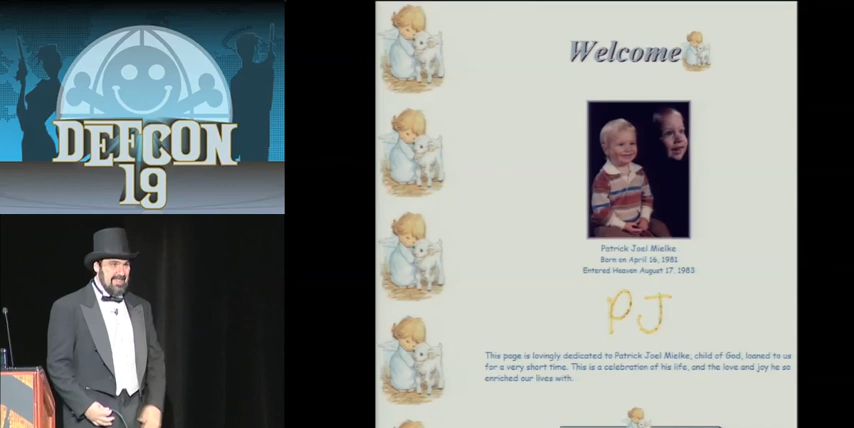 DEFCON
19
Welcome
Patrick Joel Mielke
Born on April 16, 1981
Entered Heaven August 17, 1983
PJ
This page is lovingly dedicated to Patrick Joel Mielke, child of God, loaned to us
for a very short time. This is a celebration of his life, and the love and joy he so
enriched our lives with.